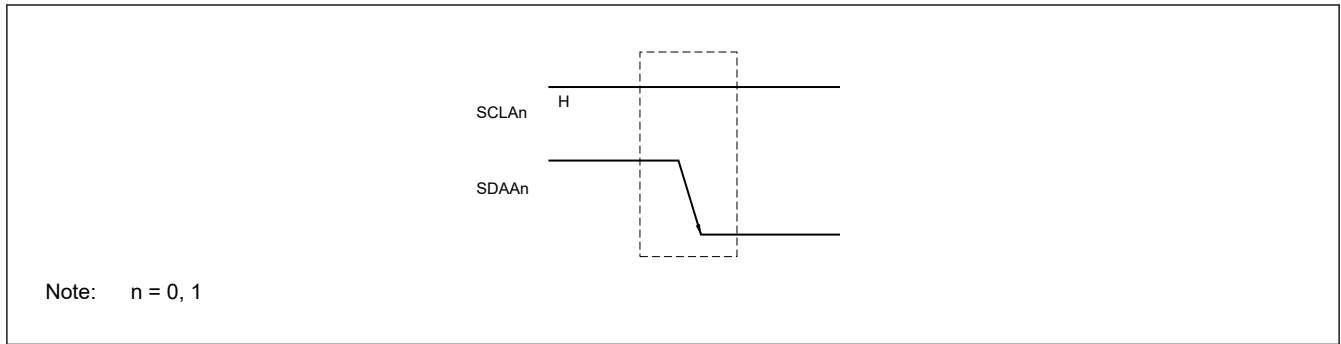 H
SCLAn
SDAAn
Note: n = 0, 1